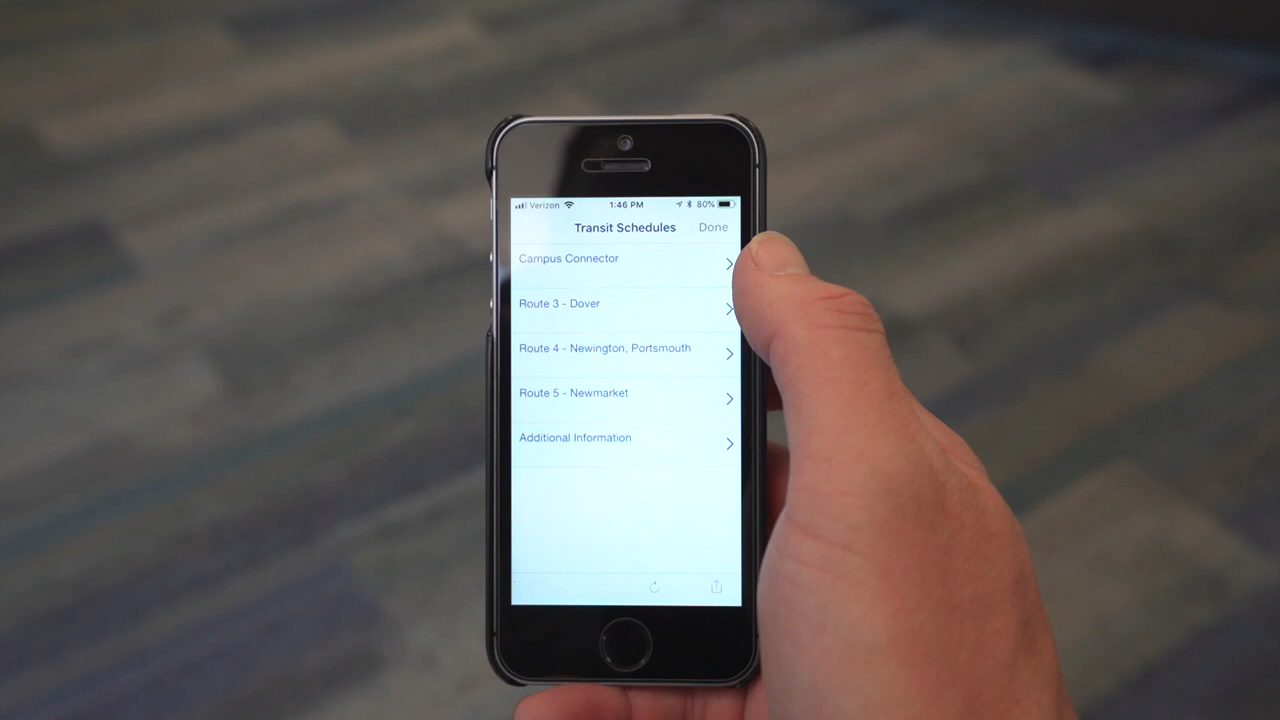 Verizon 1:46 PM 80%
Transit Schedules Done
Campus Connector
Route 3 - Dover
Route 4 - Newington, Portsmouth
Route 5 - Newmarket
Additional Information